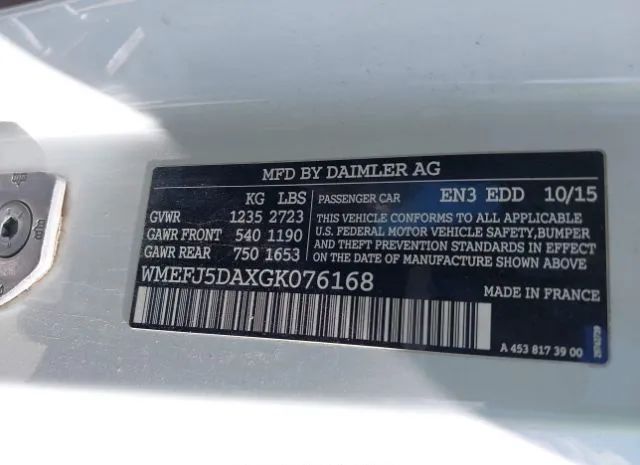 MFD BY DAIMLER AG
KG LBS
GVWR 1235 2723
GAWR FRONT 540 1190
GAWR REAR 750 1653
PASSENGER CAR EN3 EDD 10/15
THIS VEHICLE CONFORMS TO ALL APPLICABLE
U.S. FEDERAL MOTOR VEHICLE SAFETY,BUMPER
AND THEFT PREVENTION STANDARDS IN EFFECT
ON THE DATE OF MANUFACTURE SHOWN ABOVE
WMEFJ5DAXGK076168
MADE IN FRANCE
A 453 817 39 00